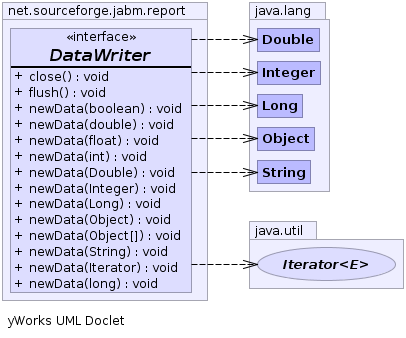 net.sourceforge.jabm.report
«interface»
DataWriter
+ close() : void
+ flush() : void
+ newData(boolean) : void
+ newData(double) : void
+ newData(float) : void
+ newData(int) : void
+ newData(Double) : void
+ newData(Integer) : void
+ newData(Long) : void
+ newData(Object) : void
+ newData(Object[]) : void
+ newData(String) : void
+ newData(Iterator) : void
+ newData(long) : void
java.lang
Double
Integer
Long
Object
String
java.util
Iterator<E>
yWorks UML Doclet